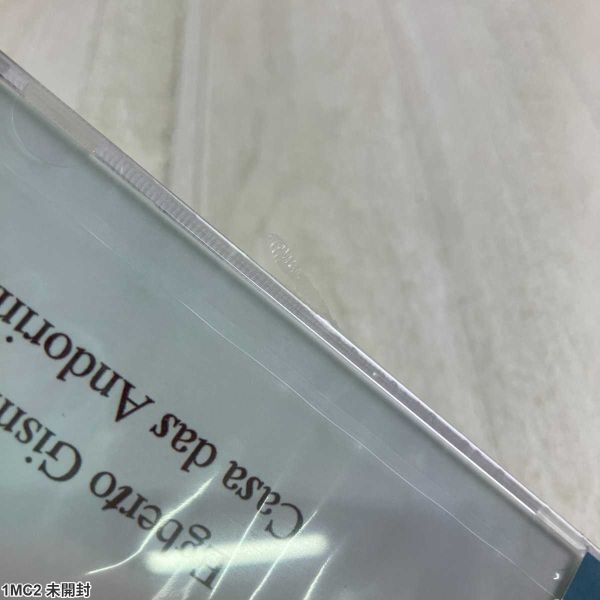 Egberto Gism
Casa das Andorin
1MC2 未開封